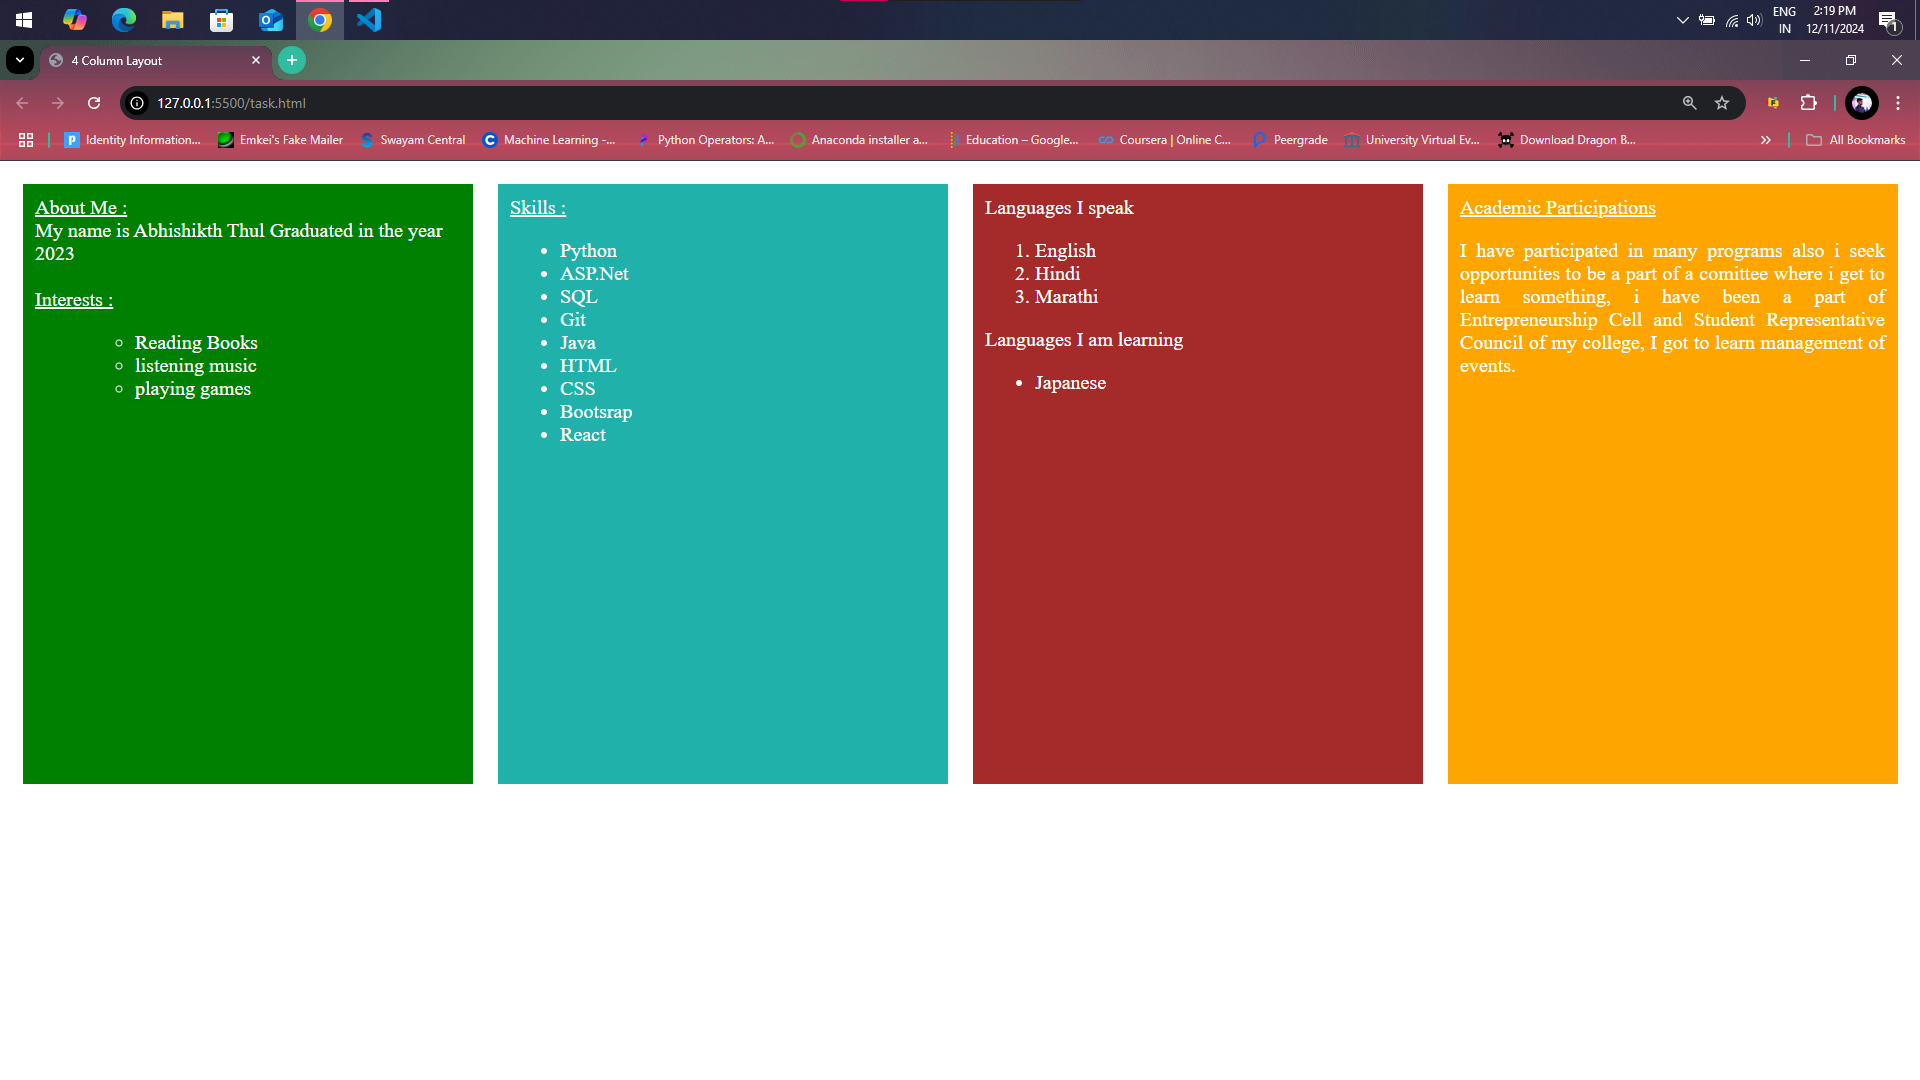 ENG
2:19 PM
IN
12/11/2024
1
4 Column Layout
127.0.0.1:5500/task.html
Identity Information...
Emkei's Fake Mailer
Swayam Central
Machine Learning -...
Python Operators: A...
Anaconda installer a...
Education – Google...
Coursera | Online C...
Peergrade
University Virtual Ev...
Download Dragon B...
All Bookmarks
About Me :
My name is Abhishikth Thul Graduated in the year
2023
Interests :
Reading Books
listening music
playing games
Skills :
Python
ASP.Net
SQL
Git
Java
HTML
CSS
Bootsrap
React
Languages I speak
1. English
2. Hindi
3. Marathi
Languages I am learning
Japanese
Academic Participations
I have participated in many programs also i seek
opportunites to be a part of a comittee where i get to
learn something, i have been a part of
Entrepreneurship Cell and Student Representative
Council of my college, I got to learn management of
events.